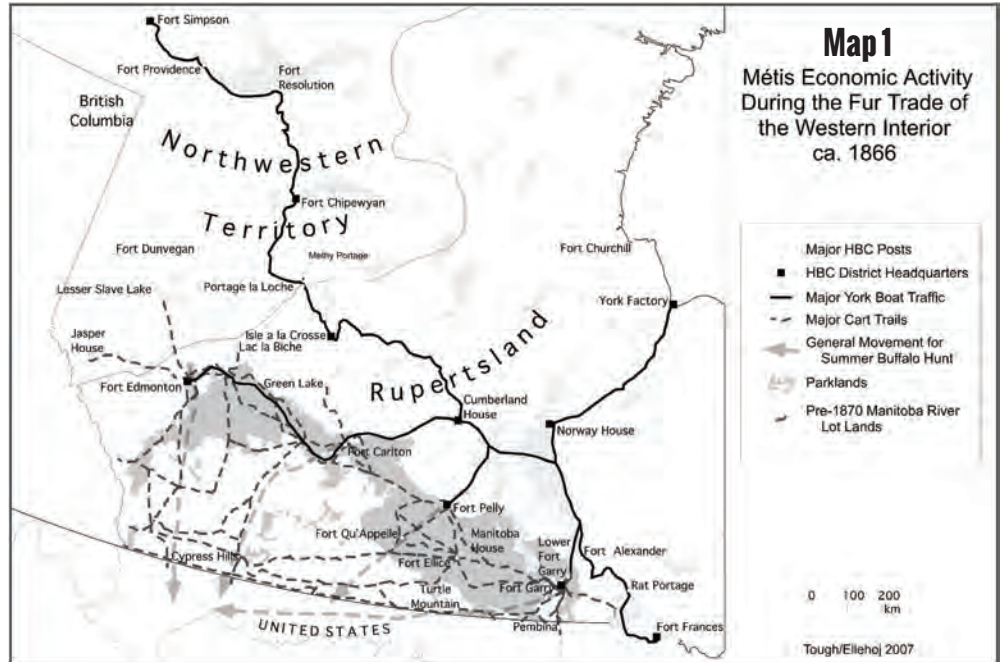 Map 1
Métis Economic Activity
During the Fur Trade of
the Western Interior
ca. 1866
Major HBC Posts
HBC District Headquarters
Major York Boat Traffic
Major Cart Trails
General Movement for
Summer Buffalo Hunt
Parklands
Pre-1870 Manitoba River
Lot Lands
0 100 200
km
Tough/Ellehoj 2007
Fort Simpson
Fort Providence
Fort
Resolution
British
Columbia
Northwestern
Territory
Fort Chipewyan
Fort Dunvegan
Methy Portage
Fort Churchill
Portage la Loche
Lesser Slave Lake
York Factory
Jasper
House
Isle a la Crosse
Lac la Biche
Rupertsland
Fort Edmonton
Green Lake
Cumberland
House
Norway House
Fort Carlton
Fort Pelly
Fort Qu'Appelle
Manitoba
House
Lower
Fort
Garry
Fort Alexander
Cypress Hills
Fort Ellice
Fort Garry
Rat Portage
Turtle
Mountain
Pembina
Fort Frances
UNITED STATES